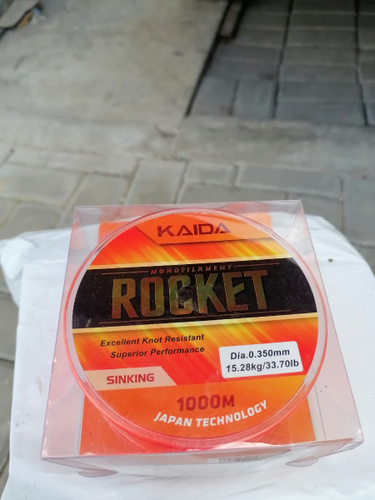 KAIDA
MONOFILAMENT
ROCKET
Excellent Knot Resistant
Superior Performance
Dia.0.350mm
15.28kg/33.70lb
SINKING
1000M
JAPAN TECHNOLOGY